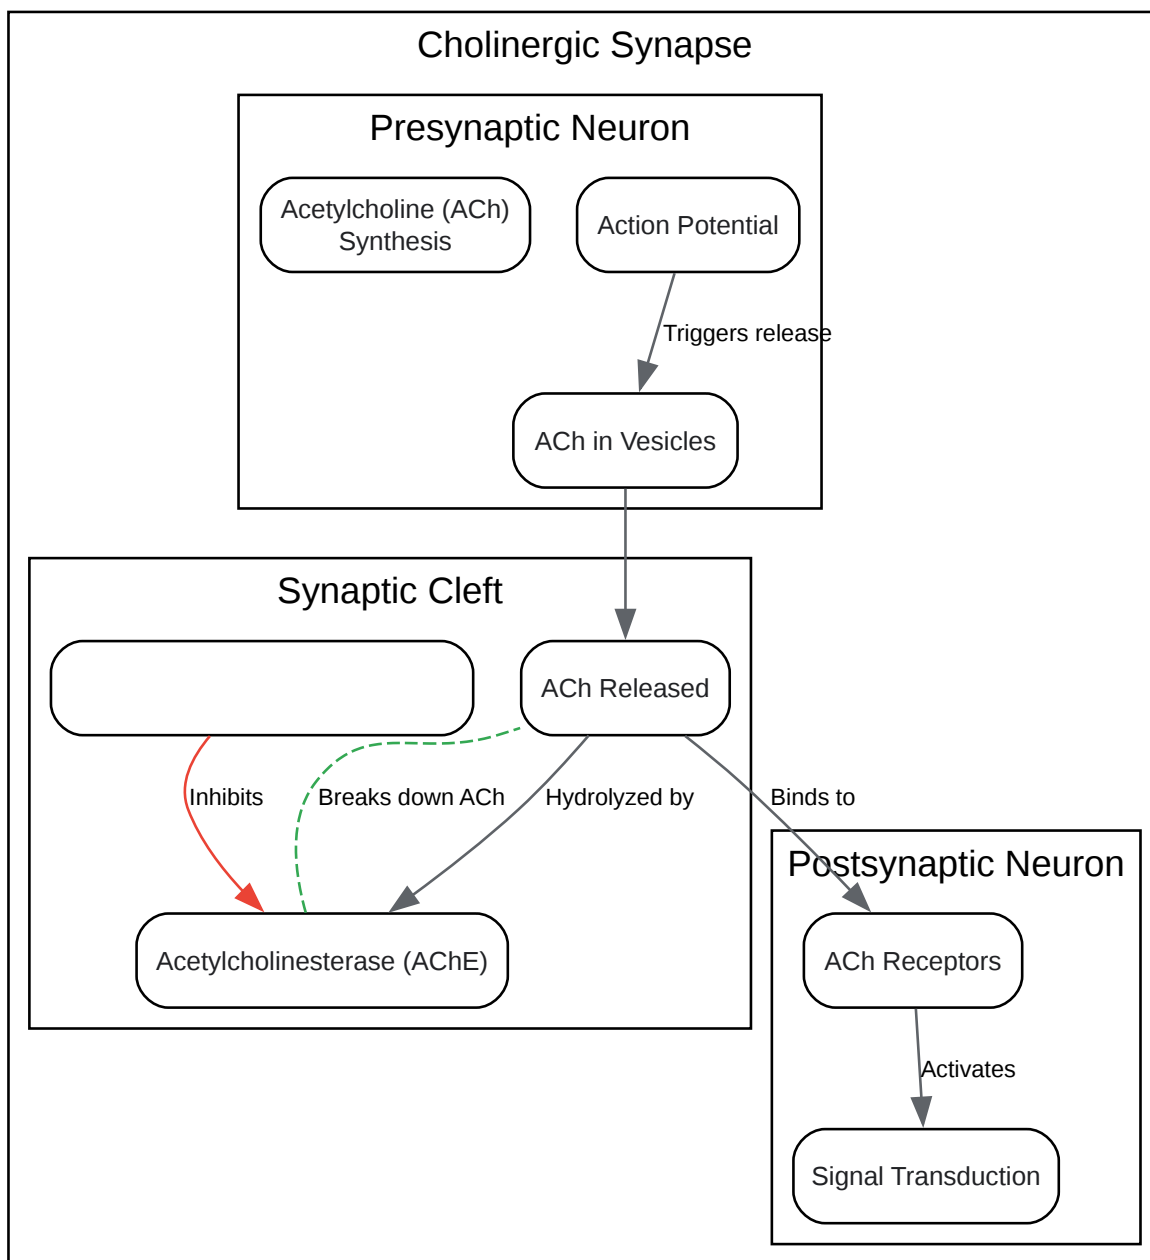 Cholinergic Synapse
Presynaptic Neuron
Acetylcholine (ACh)
Synthesis
Action Potential
Triggers release
ACh in Vesicles
Synaptic Cleft
ACh Released
Inhibits
Breaks down ACh
Hydrolyzed by
Binds to
Postsynaptic Neuron
Acetylcholinesterase (AChE)
ACh Receptors
Activates
Signal Transduction